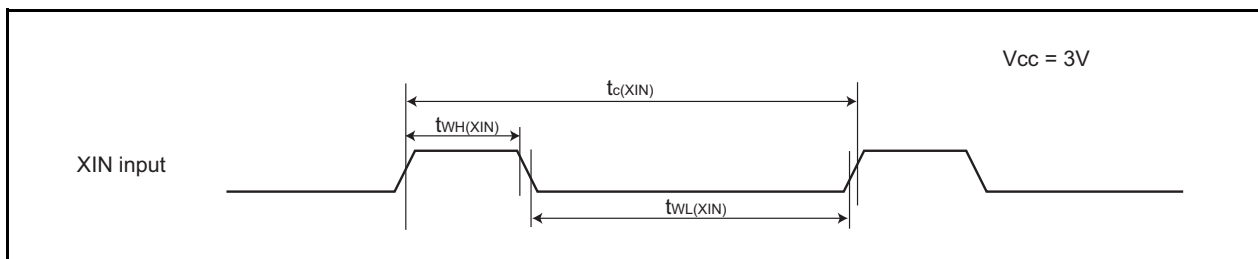 Vcc = 3V
tc(XIN)
tWH(XIN)
XIN input
tWL(XIN)